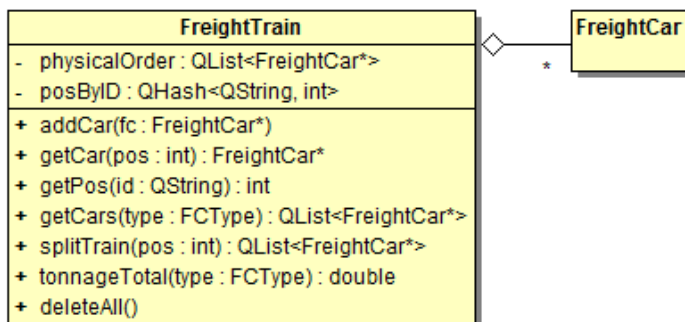 FreightTrain
- physicalOrder : QList<FreightCar*>
- posByID : QHash<QString, int>
+ addCar(fc : FreightCar*)
+ getCar(pos : int) : FreightCar*
+ getPos(id : QString) : int
+ getCars(type : FCType) : QList<FreightCar*>
+ splitTrain(pos : int) : QList<FreightCar*>
+ tonnageTotal(type : FCType) : double
+ deleteAll()
*
FreightCar